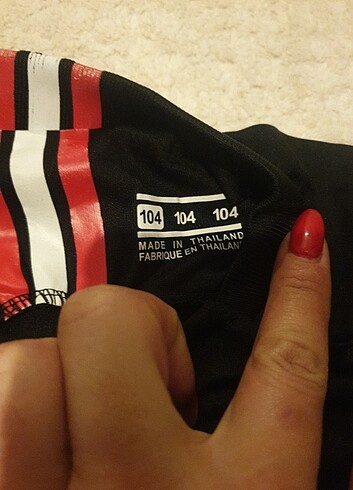 104 104 104
MADE IN THAILAND
FABRIQUE EN THAILAN